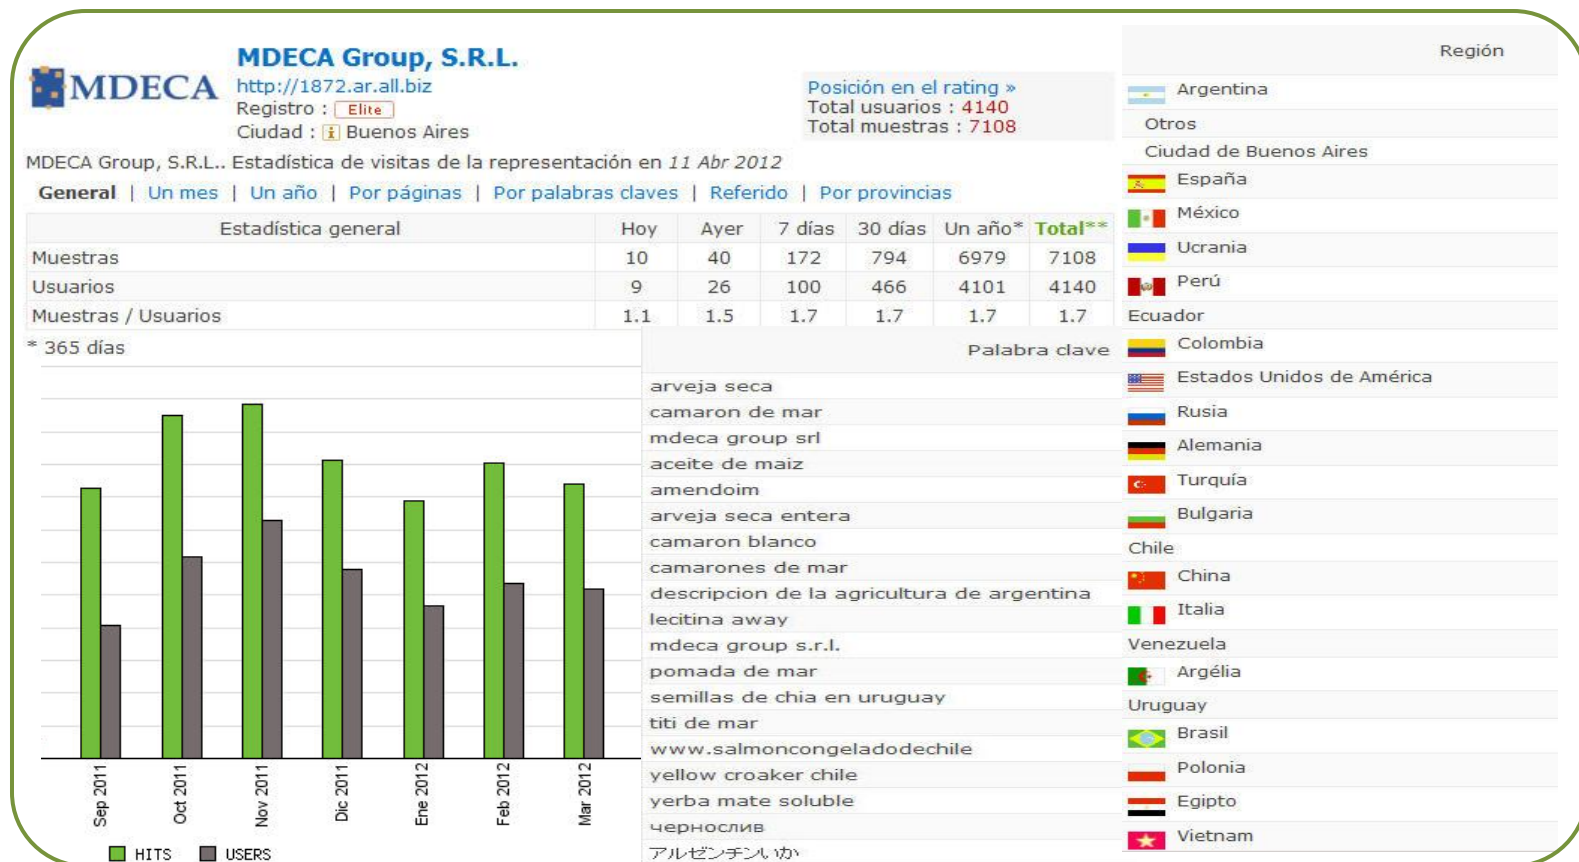 MDECA
MDECA Group, S.R.L.
http://1872.ar.all.biz
Registro : Elite
Ciudad : i Buenos Aires
Posición en el rating »
Total usuarios : 4140
Total muestras : 7108
MDECA Group, S.R.L.. Estadística de visitas de la representación en 11 Abr 2012
General | Un mes | Un año | Por páginas | Por palabras claves | Referido | Por provincias
Estadística general Hoy Ayer 7 días 30 días Un año* Total**
Muestras 10 40 172 794 6979 7108
Usuarios 9 26 100 466 4101 4140
Muestras / Usuarios 1.1 1.5 1.7 1.7 1.7 1.7
* 365 días
Sep 2011
Oct 2011
Nov 2011
Dic 2011
Ene 2012
Feb 2012
Mar 2012
HITS USERS
Palabra clave
arveja seca
camaron de mar
mdeca group srl
aceite de maiz
amendoim
arveja seca entera
camaron blanco
camarones de mar
descripcion de la agricultura de argentina
lecitina away
mdeca group s.r.l.
pomada de mar
semillas de chia en uruguay
titi de mar
www.salmoncongeladodechile
yellow croaker chile
yerba mate soluble
чернослив
アルゼンチンいか
Región
Argentina
Otros
Ciudad de Buenos Aires
España
México
Ucrania
Perú
Ecuador
Colombia
Estados Unidos de América
Rusia
Alemania
Turquía
Bulgaria
Chile
China
Italia
Venezuela
Argélia
Uruguay
Brasil
Polonia
Egipto
Vietnam